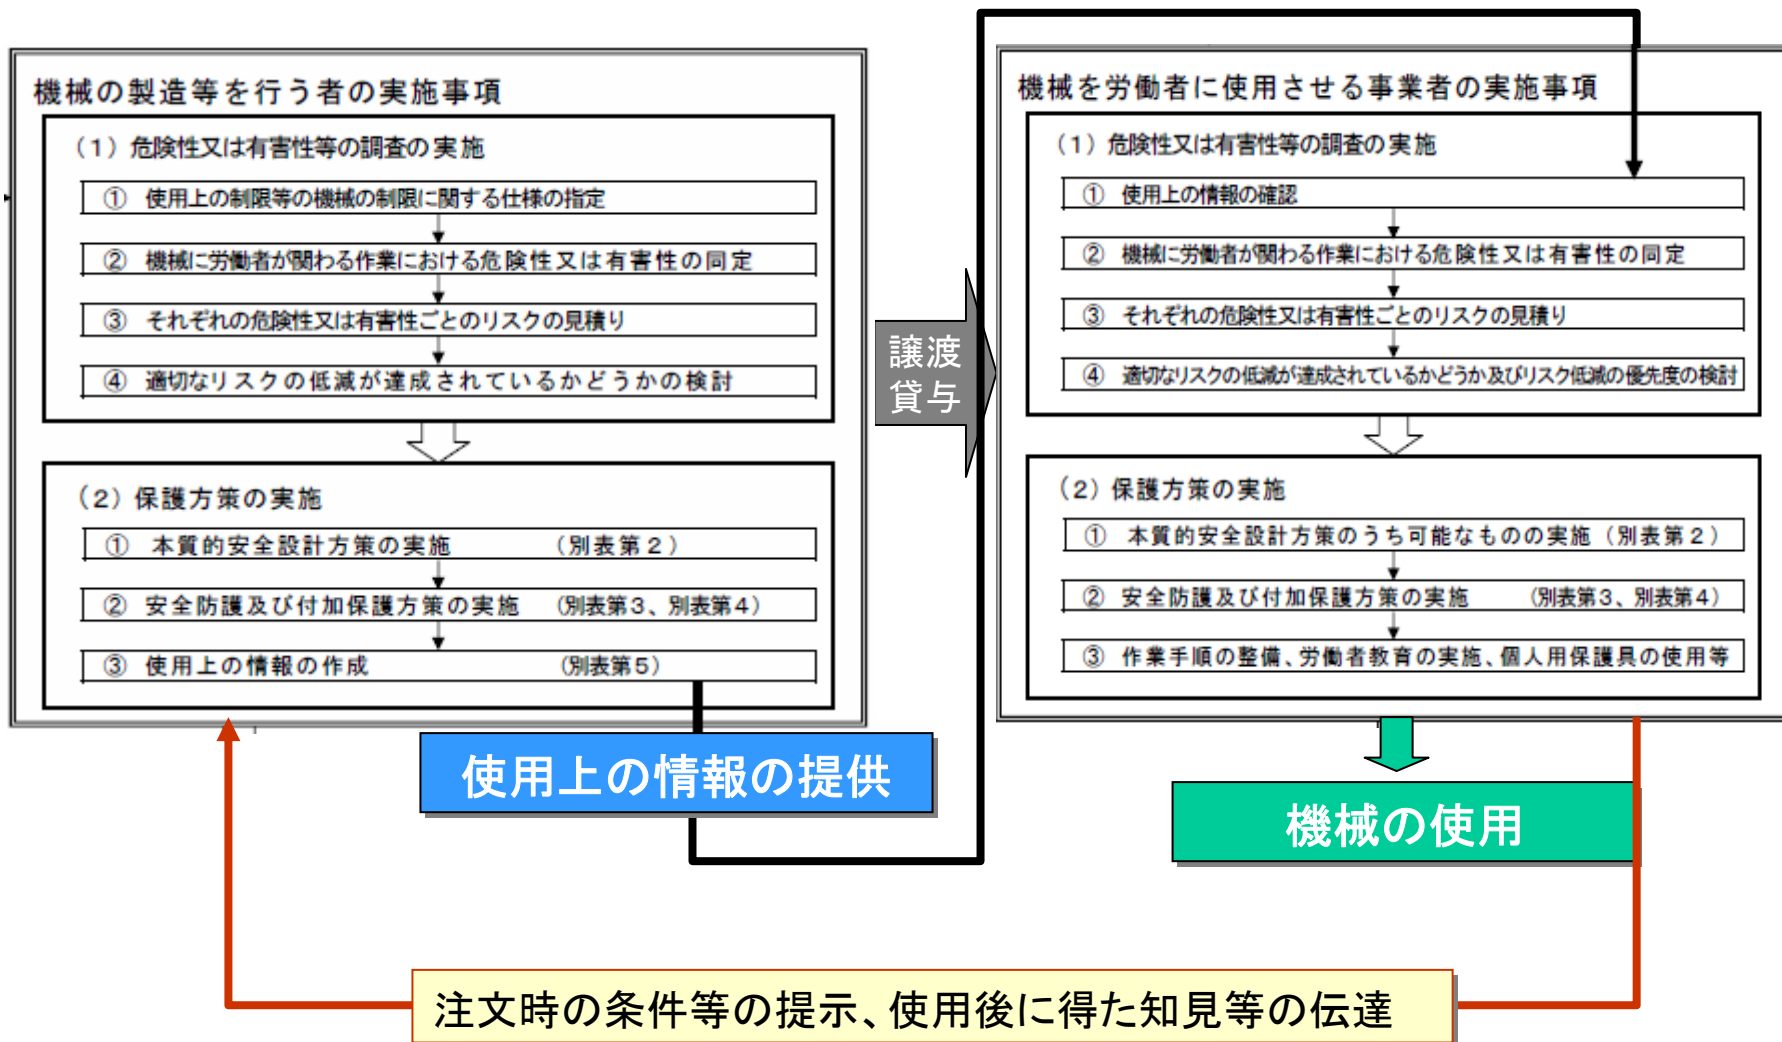 機械の製造等を行う者の実施事項
(1)危険性又は有害性等の調査の実施
① 使用上の制限等の機械の制限に関する仕様の指定
② 機械に労働者が関わる作業における危険性又は有害性の同定
③ それぞれの危険性又は有害性ごとのリスクの見積り
④ 適切なリスクの低減が達成されているかどうかの検討
(2)保護方策の実施
① 本質的安全設計方策の実施 (別表第2)
② 安全防護及び付加保護方策の実施 (別表第3、別表第4)
③ 使用上の情報の作成 (別表第5)
使用上の情報の提供
譲渡
貸与
機械を労働者に使用させる事業者の実施事項
(1)危険性又は有害性等の調査の実施
① 使用上の情報の確認
② 機械に労働者が関わる作業における危険性又は有害性の同定
③ それぞれの危険性又は有害性ごとのリスクの見積り
④ 適切なリスクの低減が達成されているかどうか及びリスク低減の優先度の検討
(2)保護方策の実施
① 本質的安全設計方策のうち可能なものの実施(別表第2)
② 安全防護及び付加保護方策の実施 (別表第3、別表第4)
③ 作業手順の整備、労働者教育の実施、個人用保護具の使用等
機械の使用
注文時の条件等の提示、使用後に得た知見等の伝達